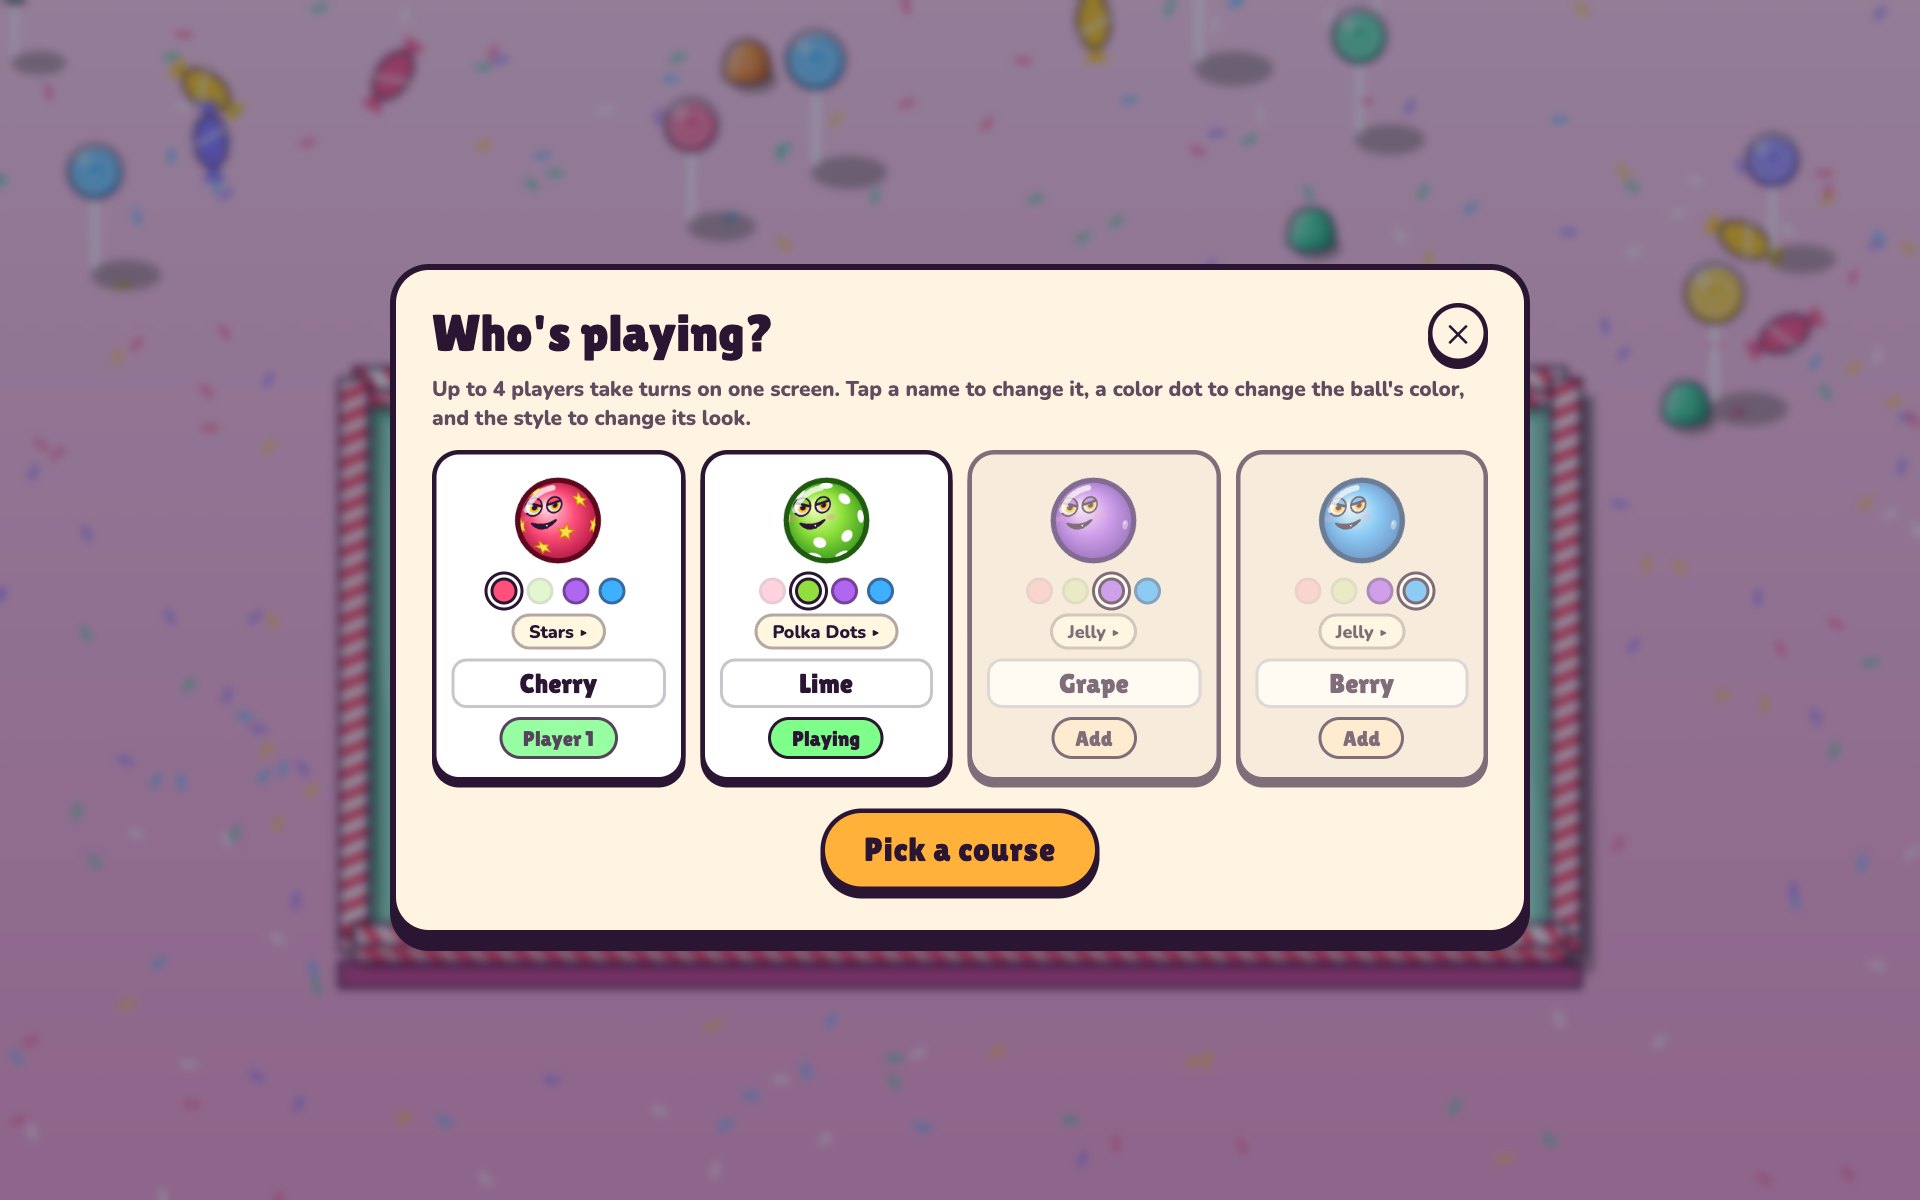 Who's playing?
Up to 4 players take turns on one screen. Tap a name to change it, a color dot to change the ball's color,
and the style to change its look.
Stars ▸
Cherry
Player 1
Polka Dots ▸
Lime
Playing
Jelly ▸
Grape
Add
Jelly ▸
Berry
Add
Pick a course